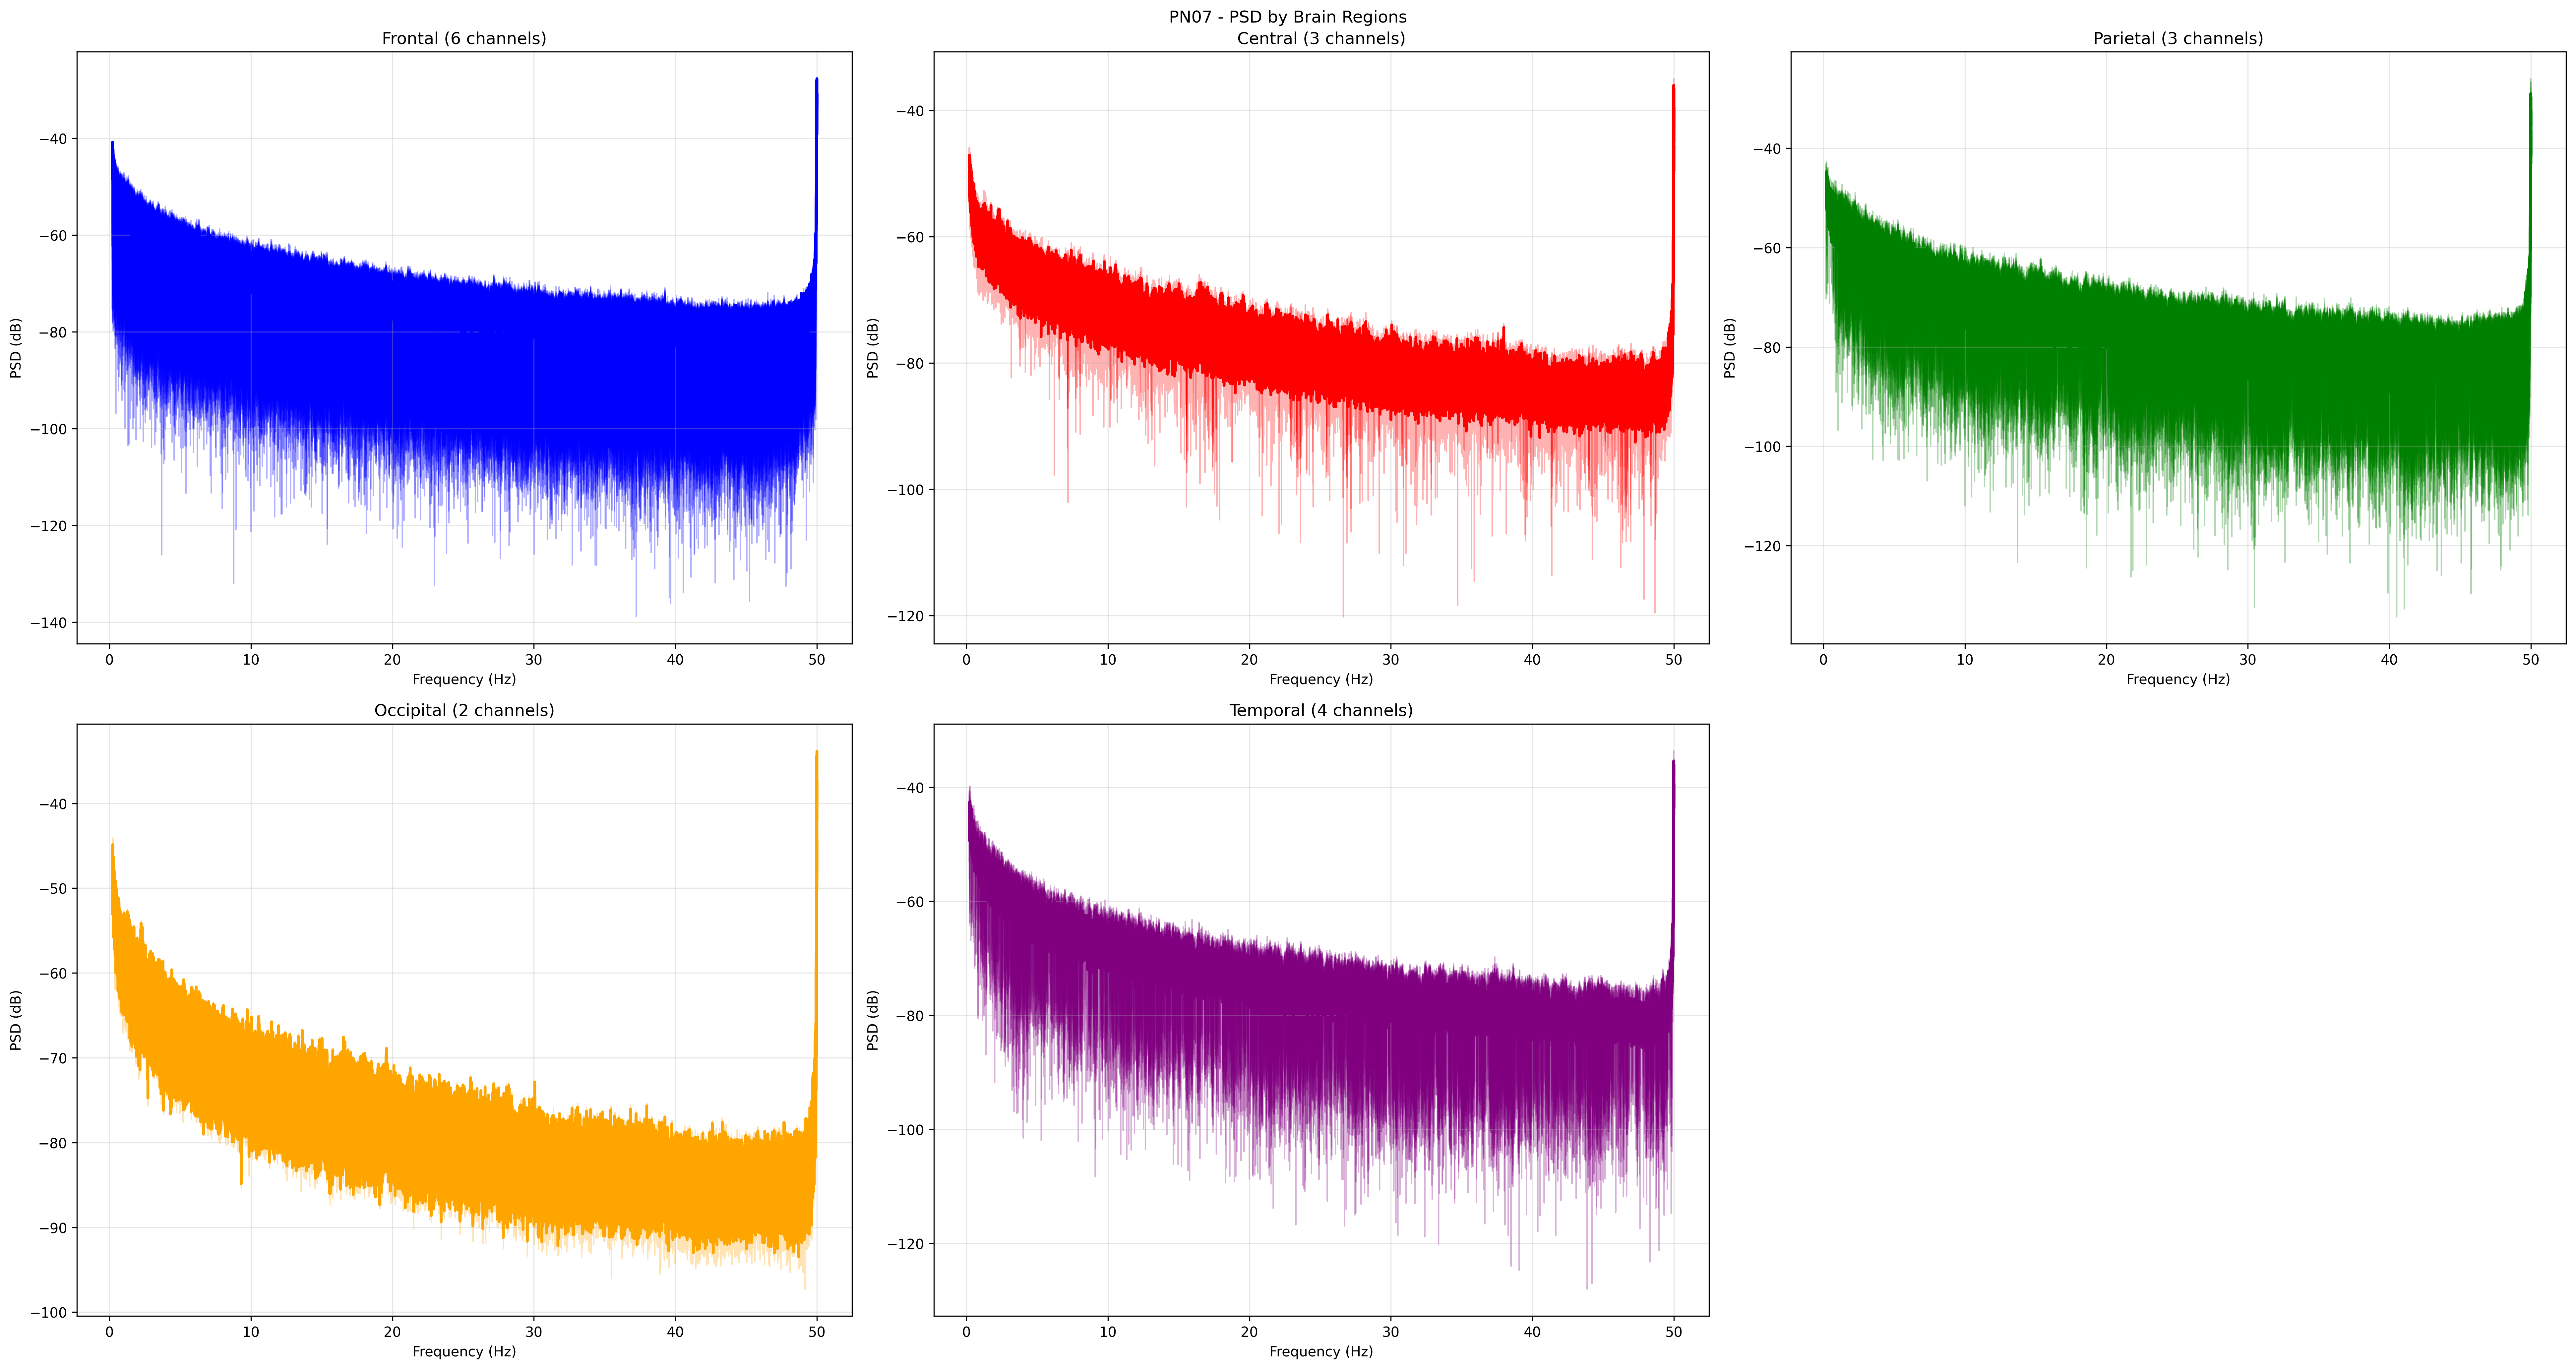 PN07 - PSD by Brain Regions
Frontal (6 channels)
Central (3 channels)
Parietal (3 channels)
PSD (dB)
−40
−60
−80
−100
−120
−140
0 10 20 30 40 50
Frequency (Hz)
PSD (dB)
−40
−60
−80
−100
−120
0 10 20 30 40 50
Frequency (Hz)
PSD (dB)
−40
−60
−80
−100
−120
0 10 20 30 40 50
Frequency (Hz)
Occipital (2 channels)
Temporal (4 channels)
PSD (dB)
−40
−50
−60
−70
−80
−90
−100
0 10 20 30 40 50
Frequency (Hz)
PSD (dB)
−40
−60
−80
−100
−120
0 10 20 30 40 50
Frequency (Hz)